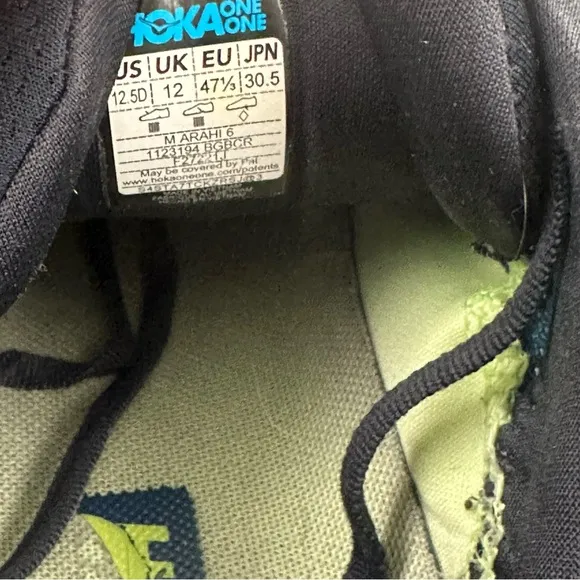 HOKA ONE ONE
US UK EU JPN
12.5D 12 47⅓ 30.5
M ARAHI 6
1123194 BGBCR
May be covered by Pat
www.hokaoneone.com/patents